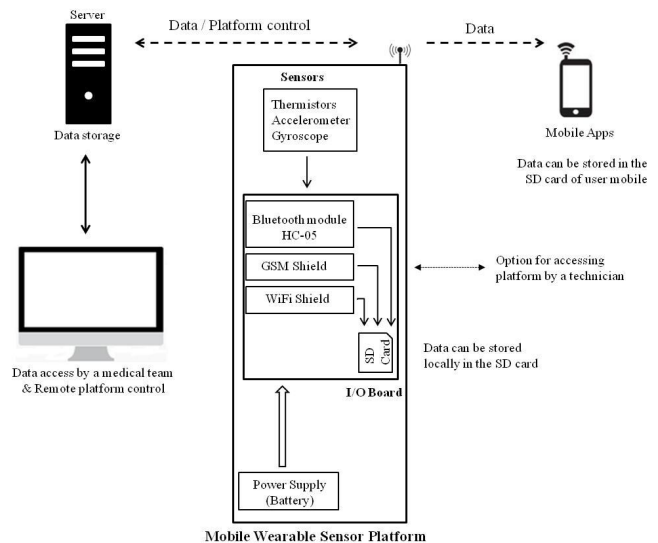 Server
Data / Platform control
Data
Data storage
Sensors
Thermistors
Accelerometer
Gyroscope
Mobile Apps
Data can be stored in the
SD card of user mobile
Bluetooth module
HC-05
GSM Shield
WiFi Shield
SD
Card
I/O Board
Option for accessing
platform by a technician
Data can be stored
locally in the SD card
Data access by a medical team
& Remote platform control
Power Supply
(Battery)
Mobile Wearable Sensor Platform